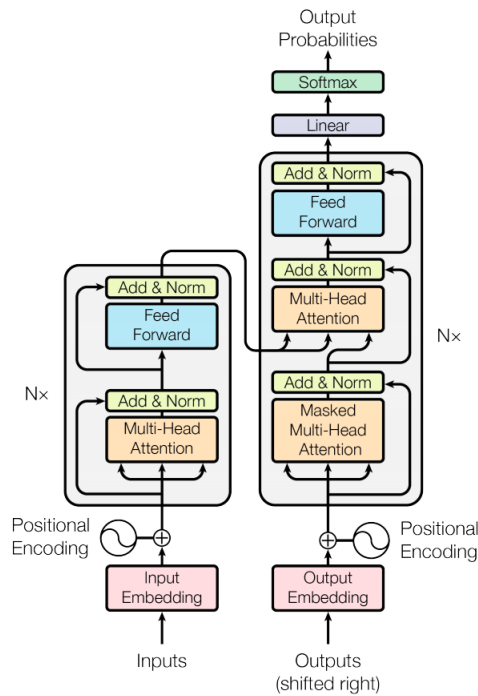 Output
Probabilities
Softmax
Linear
Add & Norm
Feed
Forward
Add & Norm
Multi-Head
Attention
Add & Norm
Masked
Multi-Head
Attention
N×
Add & Norm
Feed
Forward
Add & Norm
Multi-Head
Attention
N×
Positional
Encoding
Positional
Encoding
Input
Embedding
Output
Embedding
Inputs
Outputs
(shifted right)